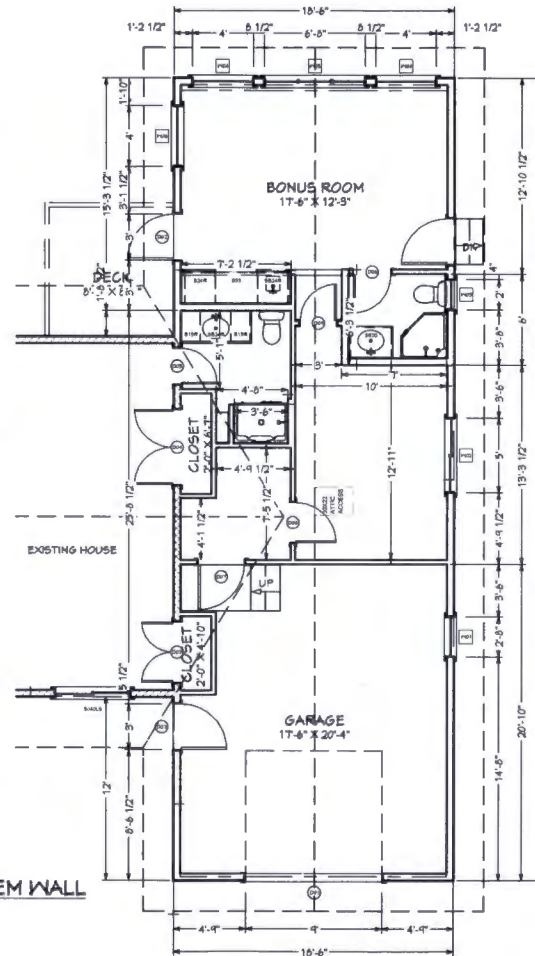 18'-6"
1'-2 1/2" 4' 8 1/2" 6'-8" 8 1/2" 4' 1'-2 1/2"
1'-10"
4'
3'-1 1/2"
3'
15'-3 1/2"
12'-10 1/2"
BONUS ROOM
17'-6" X 12'-3"
DECK
7'-2 1/2"
UP
4"
2'
3'-8"
6'
5'-1"
4'-8"
3'-6"
3'
7'
10'
CLOSET
2'-0" X 6'-7"
4'-9 1/2"
12'-11"
3'-6"
5'
4'-9 1/2"
13'-3 1/2"
25'-8 1/2"
4'-1 1/2"
7'-5 1/2"
ATTIC
ACCESS
EXISTING HOUSE
UP
CLOSET
2'-0" X 4'-10"
3'-8"
2'-8"
14'-8"
20'-10"
5 1/2"
3'
8'-6 1/2"
12'
GARAGE
17'-6" X 20'-4"
EM WALL
4'-9" 9' 4'-9"
18'-6"